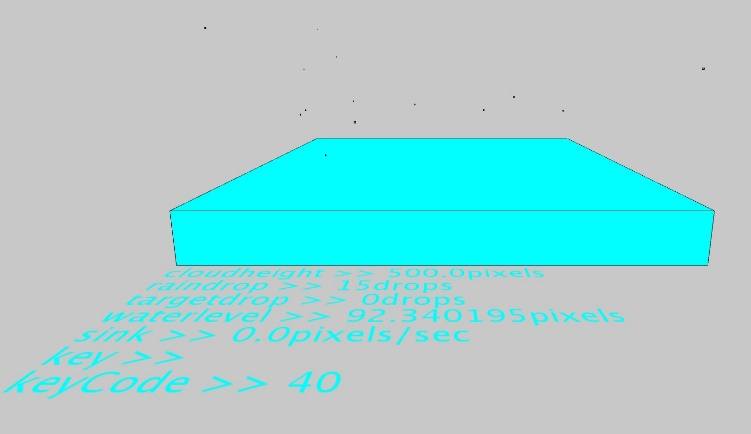 cloudheight >> 500.0pixels
raindrop >> 15drops
targetdrop >> 0drops
waterlevel >> 92.340195pixels
sink >> 0.0pixels/sec
key >>
keyCode >> 40